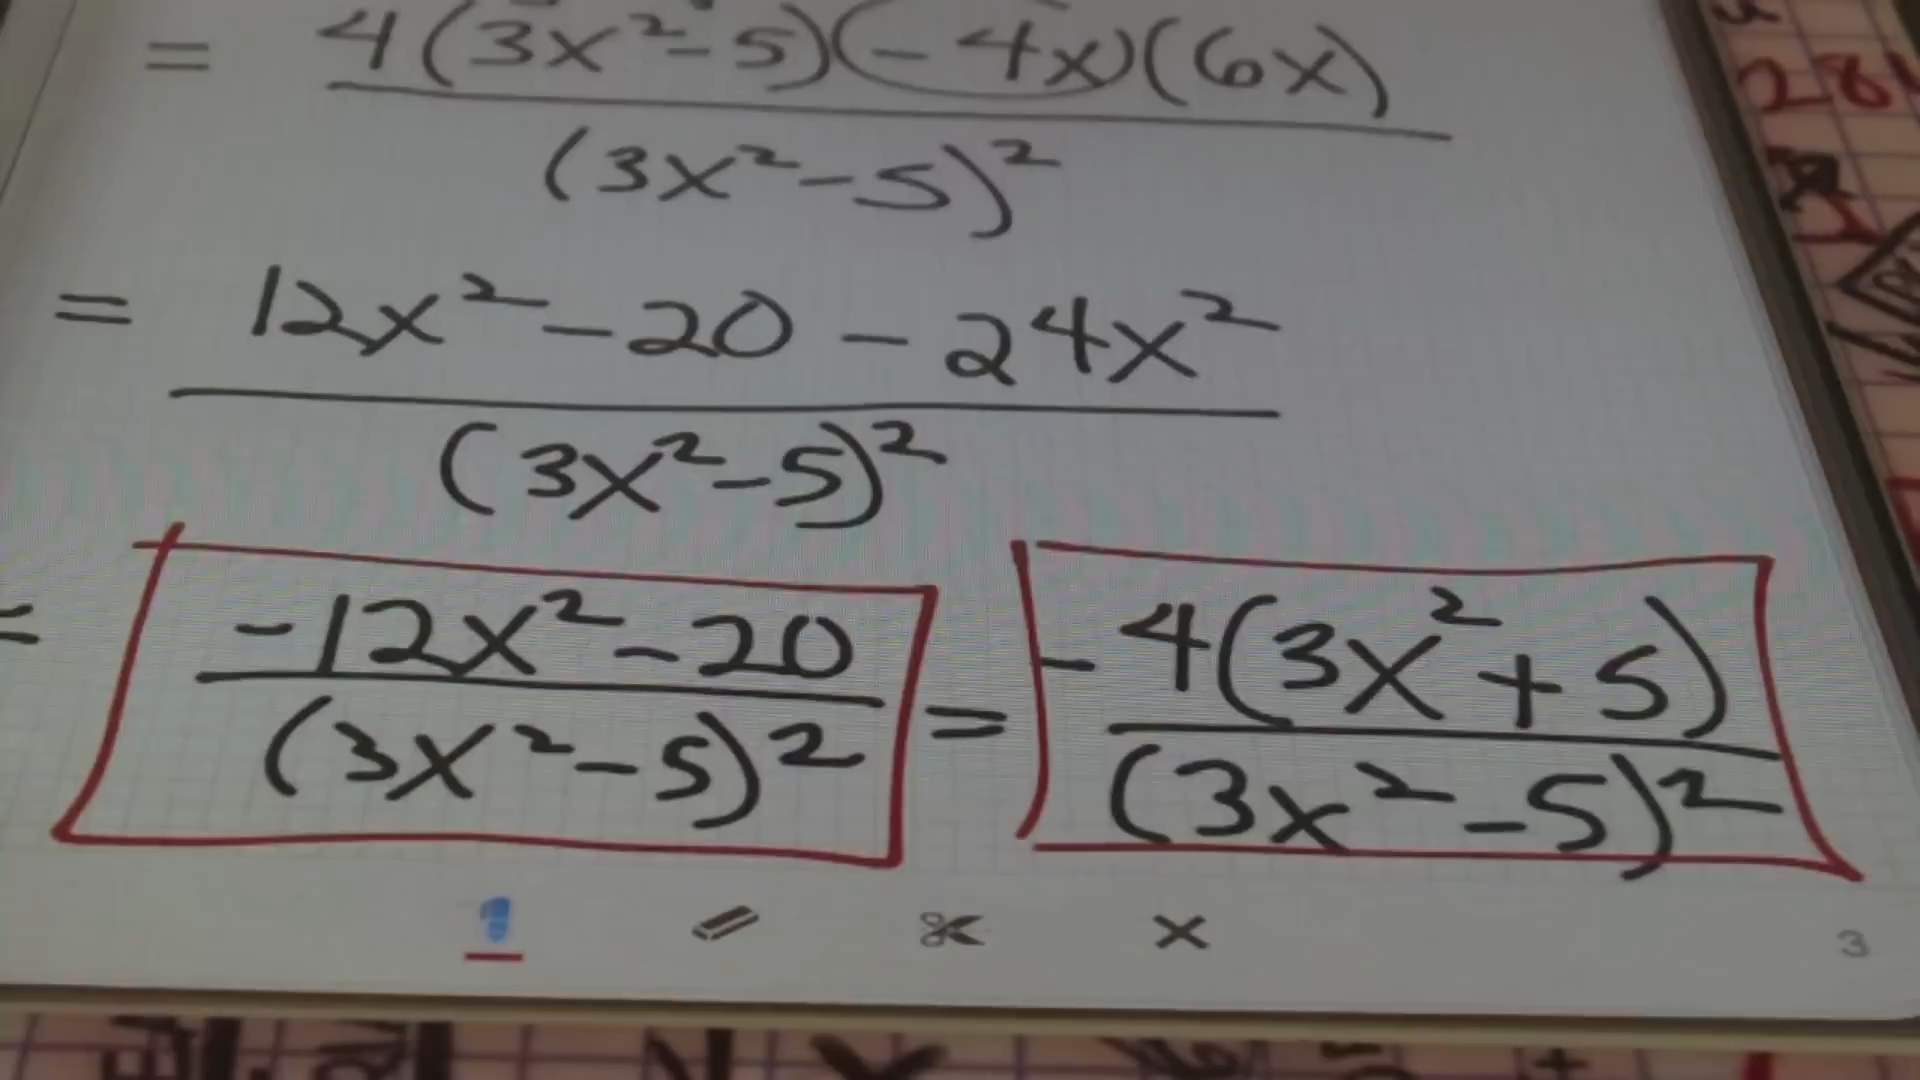 = 4(3x²-5)(-4x)(6x)
(3x²-5)²
= 12x²-20-24x²
(3x²-5)²
= -12x²-20 = -4(3x²+5)
(3x²-5)² (3x²-5)²
3
28